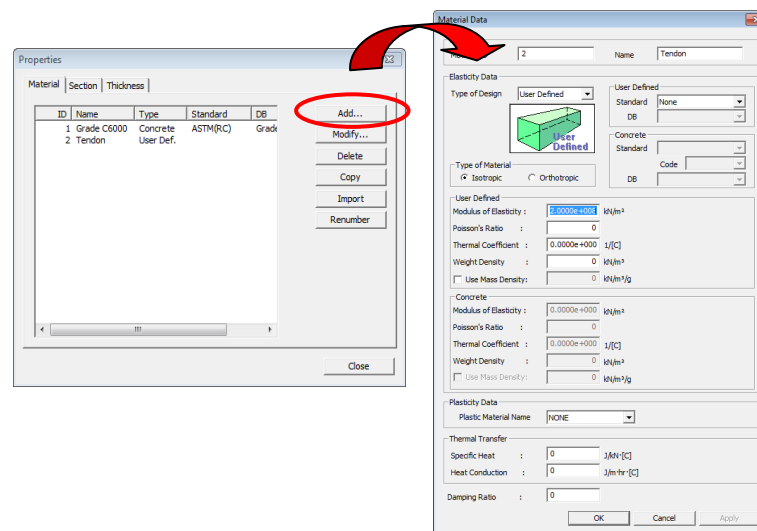 Properties
Material Section Thickness
ID Name Type Standard DB
1 Grade C6000 Concrete ASTM(RC) Grade
2 Tendon User Def.
Add...
Modify...
Delete
Copy
Import
Renumber
Close
Material Data
2 Name Tendon
Elasticity Data
Type of Design User Defined
User Defined
User Defined
Standard None
DB
Concrete
Standard
Code
DB
Type of Material
Isotropic Orthotropic
User Defined
Modulus of Elasticity : 2.0000e+008 kN/m²
Poisson's Ratio : 0
Thermal Coefficient : 0.0000e+000 1/[C]
Weight Density : 0 kN/m³
Use Mass Density: 0 kN/m³/g
Concrete
Modulus of Elasticity : 0.0000e+000 kN/m²
Poisson's Ratio : 0
Thermal Coefficient : 0.0000e+000 1/[C]
Weight Density : 0 kN/m³
Use Mass Density: 0 kN/m³/g
Plasticity Data
Plastic Material Name NONE
Thermal Transfer
Specific Heat : 0 J/kN·[C]
Heat Conduction : 0 J/m·hr·[C]
Damping Ratio : 0
OK Cancel Apply